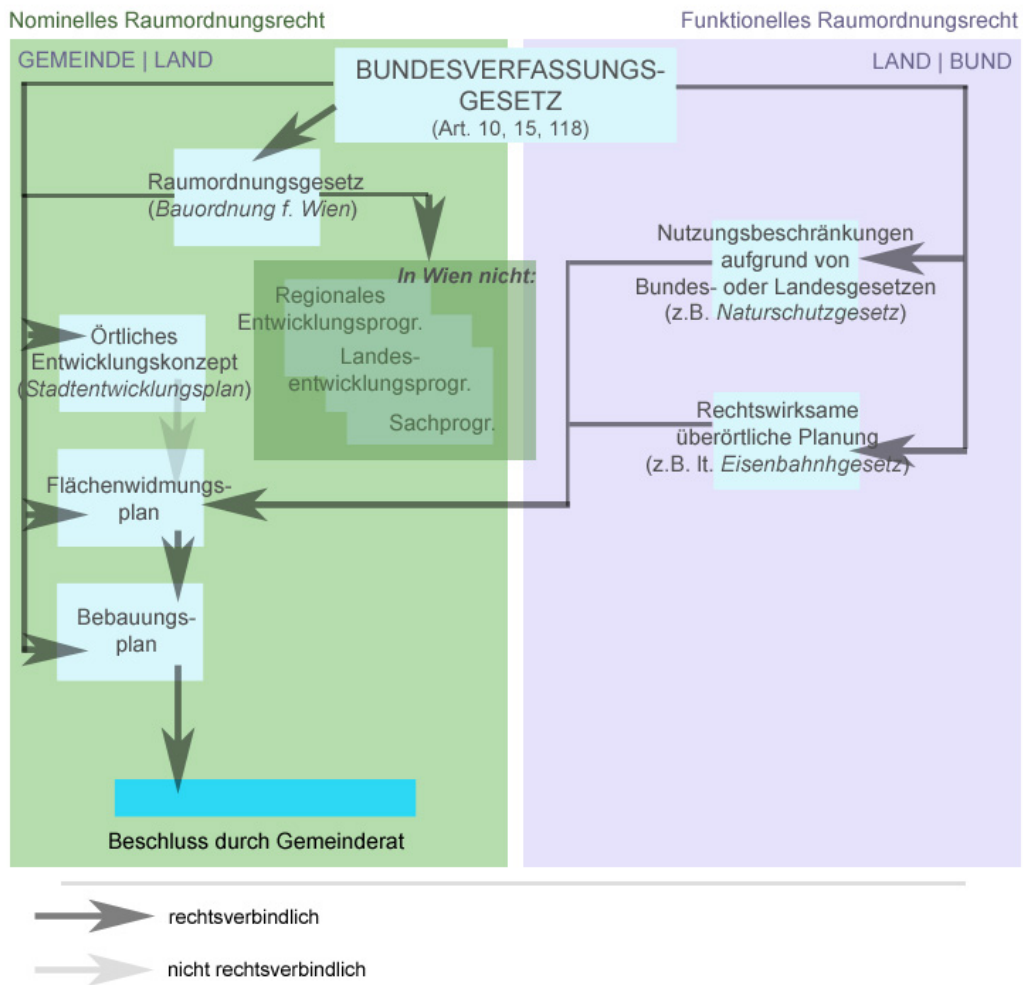 Nominelles Raumordnungsrecht
Funktionelles Raumordnungsrecht
GEMEINDE | LAND
LAND | BUND
BUNDESVERFASSUNGS-
GESETZ
(Art. 10, 15, 118)
Raumordnungsgesetz
(Bauordnung f. Wien)
In Wien nicht:
Regionales
Entwicklungsprogr.
Landes-
entwicklungsprogr.
Sachprogr.
Örtliches
Entwicklungskonzept
(Stadtentwicklungsplan)
Flächenwidmungs-
plan
Bebauungs-
plan
Beschluss durch Gemeinderat
Nutzungsbeschränkungen
aufgrund von
Bundes- oder Landesgesetzen
(z.B. Naturschutzgesetz)
Rechtswirksame
überörtliche Planung
(z.B. lt. Eisenbahnhgesetz)
rechtsverbindlich
nicht rechtsverbindlich